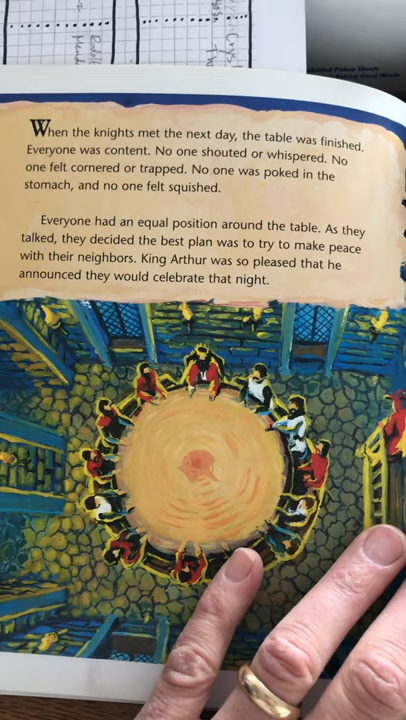 When the knights met the next day, the table was finished.
Everyone was content. No one shouted or whispered. No
one felt cornered or trapped. No one was poked in the
stomach, and no one felt squished.
Everyone had an equal position around the table. As they
talked, they decided the best plan was to try to make peace
with their neighbors. King Arthur was so pleased that he
announced they would celebrate that night.